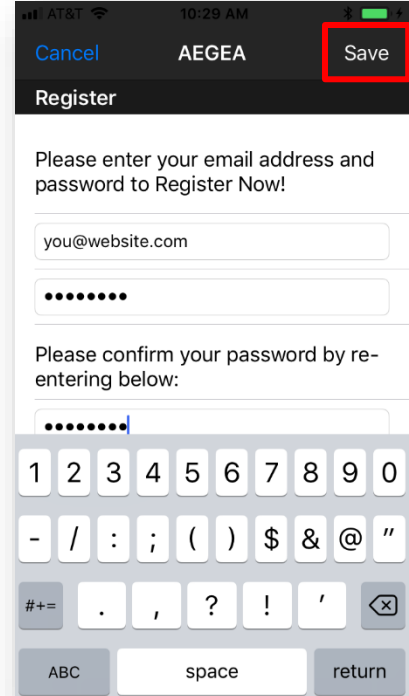 AT&T 10:29 AM
Cancel AEGEA Save
Register
Please enter your email address and
password to Register Now!
you@website.com
••••••••
Please confirm your password by re-
entering below:
••••••••
1 2 3 4 5 6 7 8 9 0
- / : ; ( ) $ & @ "
#+= . , ? ! '
ABC space return